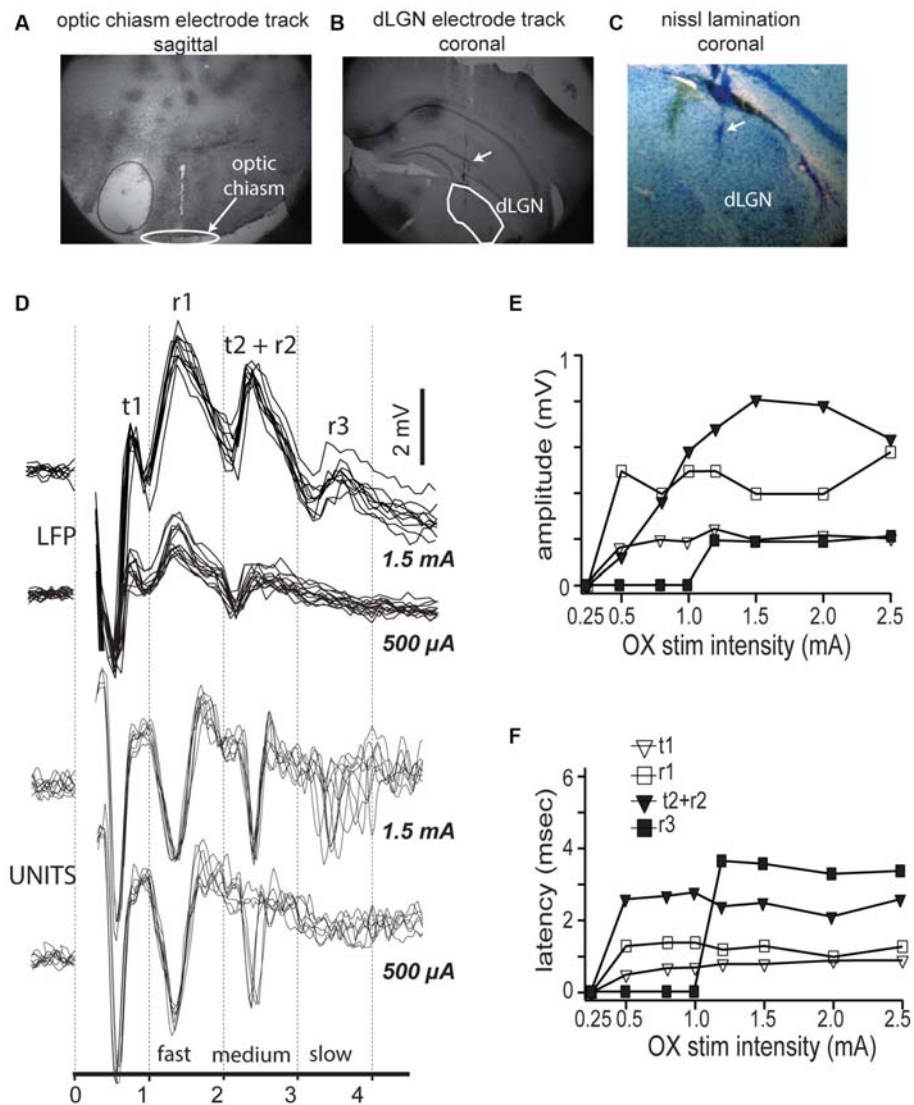 A
optic chiasm electrode track
sagittal
B
dLGN electrode track
coronal
C
nissl lamination
coronal
optic
chiasm
dLGN
dLGN
D
r1
t2 + r2
t1
r3
2 mV
LFP
1.5 mA
500 µA
1.5 mA
UNITS
500 µA
fast medium slow
0 1 2 3 4
E
1
amplitude (mV)
0
0.25 0.5 1.0 1.5 2.0 2.5
OX stim intensity (mA)
F
t1
r1
t2+r2
r3
6
4
2
0
latency (msec)
0.25 0.5 1.0 1.5 2.0 2.5
OX stim intensity (mA)